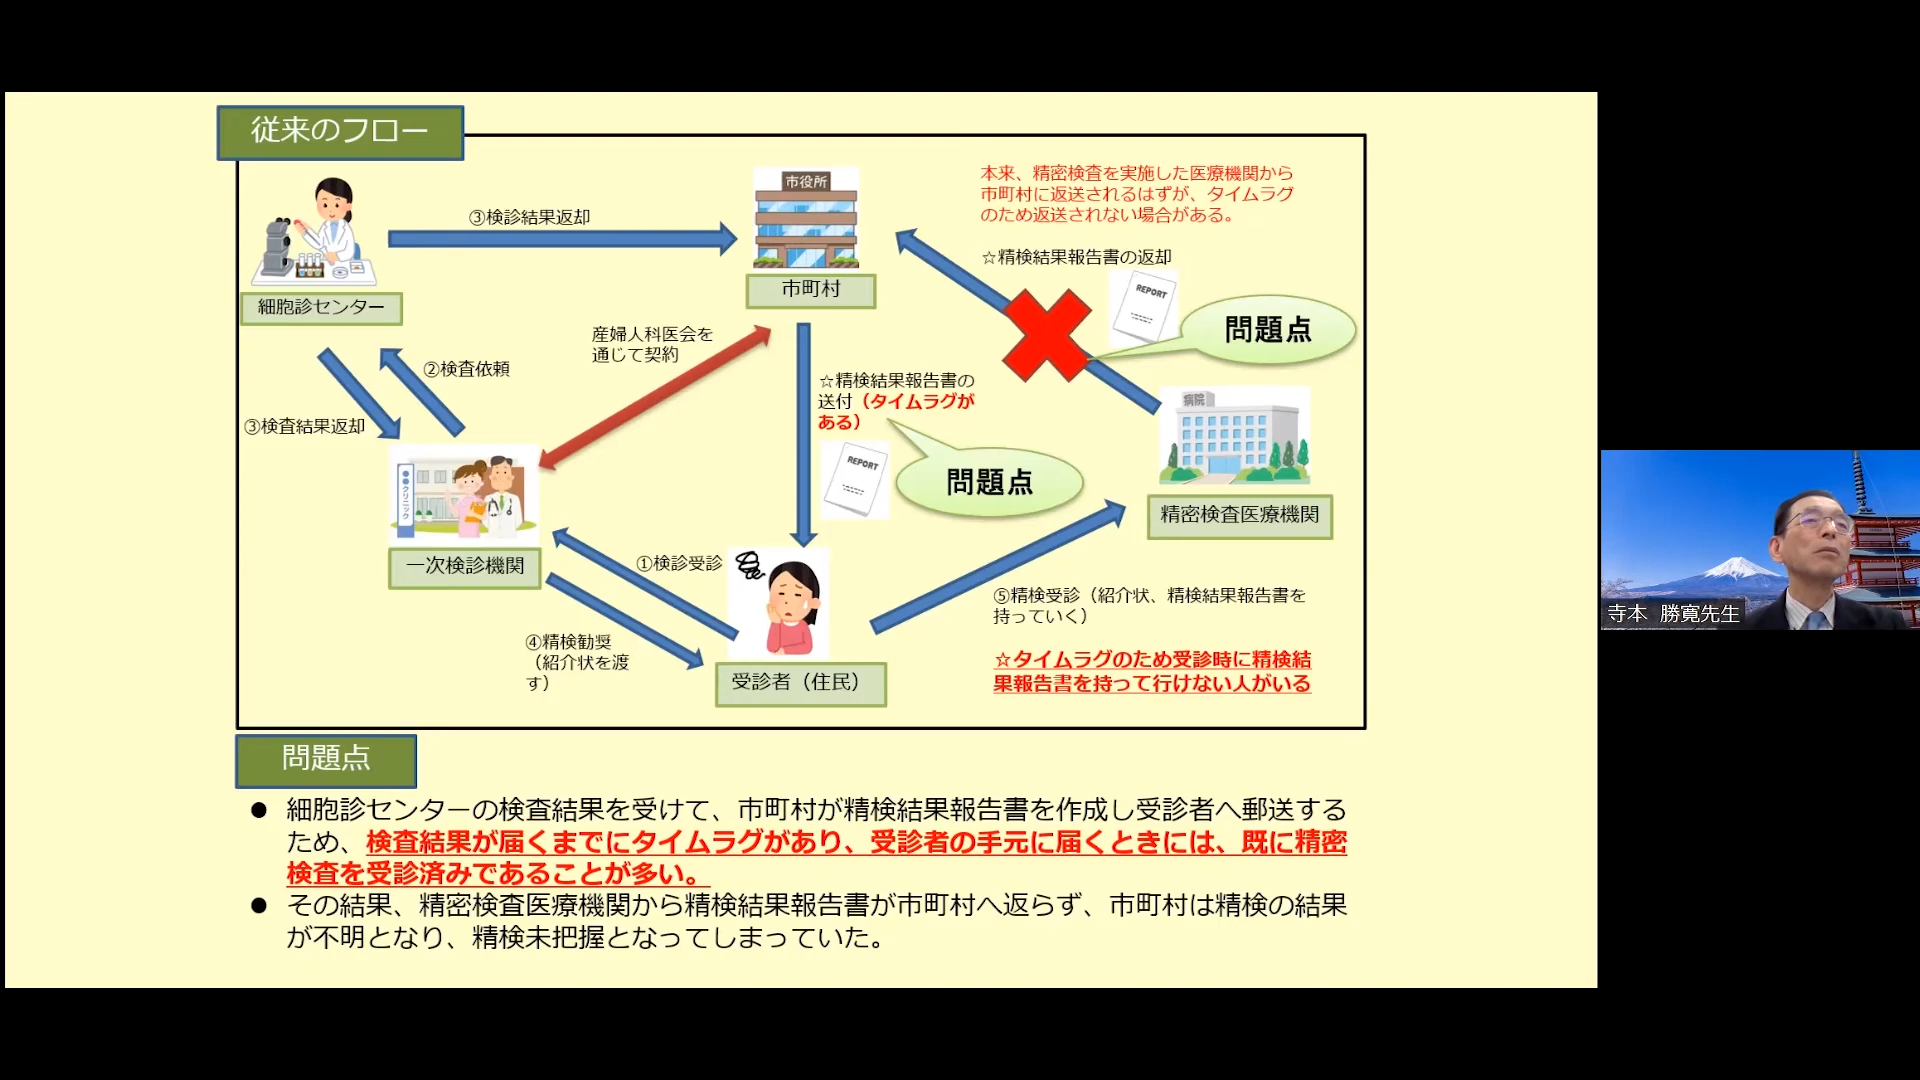 従来のフロー
市役所
③検診結果返却
細胞診センター
市町村
本来、精密検査を実施した医療機関から
市町村に返送されるはずが、タイムラグ
のため返送されない場合がある。
☆精検結果報告書の返却
REPORT
問題点
産婦人科医会を
通じて契約
②検査依頼
③検査結果返却
☆精検結果報告書の
送付（タイムラグが
ある）
REPORT
問題点
病院
精密検査医療機関
●●クリニック
一次検診機関
①検診受診
④精検勧奨
（紹介状を渡
す）
受診者（住民）
⑤精検受診（紹介状、精検結果報告書を
持っていく）
☆タイムラグのため受診時に精検結
果報告書を持って行けない人がいる
寺本 勝寛先生
問題点
● 細胞診センターの検査結果を受けて、市町村が精検結果報告書を作成し受診者へ郵送する
ため、検査結果が届くまでにタイムラグがあり、受診者の手元に届くときには、既に精密
検査を受診済みであることが多い。
● その結果、精密検査医療機関から精検結果報告書が市町村へ返らず、市町村は精検の結果
が不明となり、精検未把握となってしまっていた。